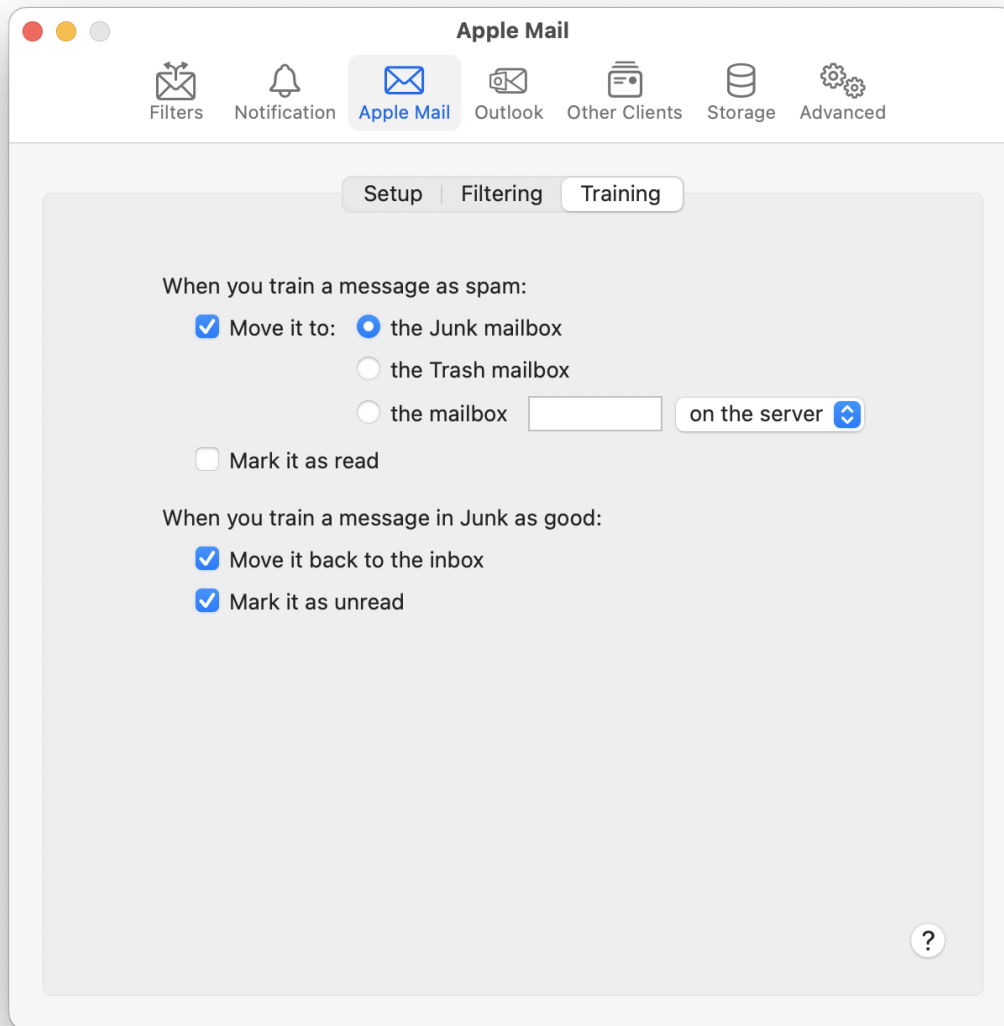 Apple Mail
Filters Notification Apple Mail Outlook Other Clients Storage Advanced
Setup Filtering Training
When you train a message as spam:
Move it to: the Junk mailbox
the Trash mailbox
the mailbox on the server
Mark it as read
When you train a message in Junk as good:
Move it back to the inbox
Mark it as unread
?